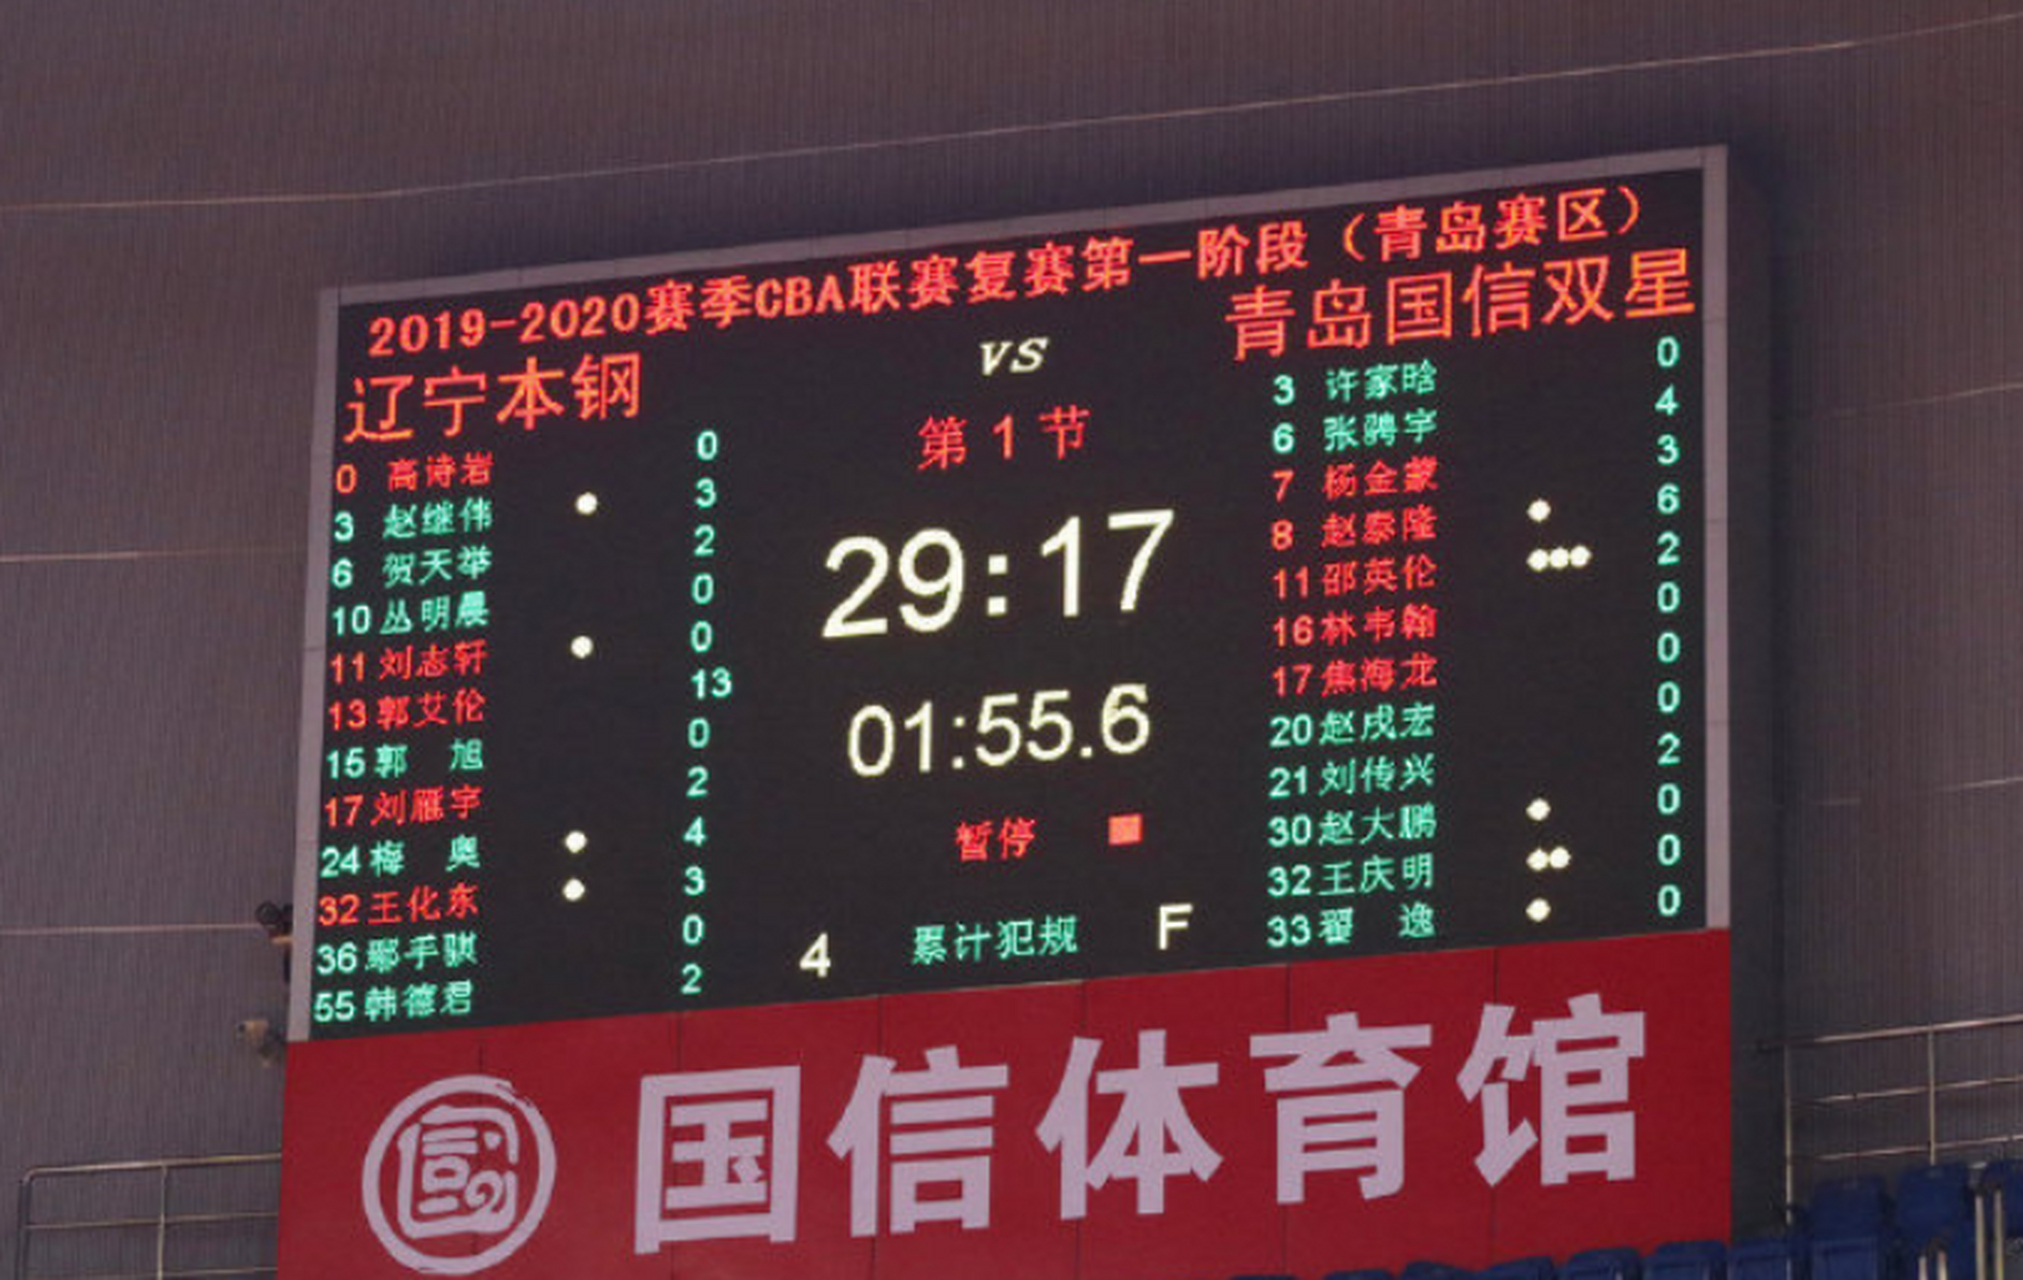 2019-2020赛季CBA联赛复赛第一阶段（青岛赛区）
辽宁本钢 VS 青岛国信双星
第1节
29:17
01:55.6
暂停
4 累计犯规 F
0 高诗岩 0
3 赵继伟 3
6 贺天举 2
10 丛明晨 0
11 刘志轩 0
13 郭艾伦 13
15 郭 旭 0
17 刘雁宇 2
24 梅 奥 4
32 王化东 3
36 鄢手骐 0
55 韩德君 2
3 许家晗 0
6 张骋宇 4
7 杨金蒙 3
8 赵泰隆 6
11 邵英伦 2
16 林韦翰 0
17 焦海龙 0
20 赵戌宏 0
21 刘传兴 2
30 赵大鹏 0
32 王庆明 0
33 翟 逸 0
国信体育馆